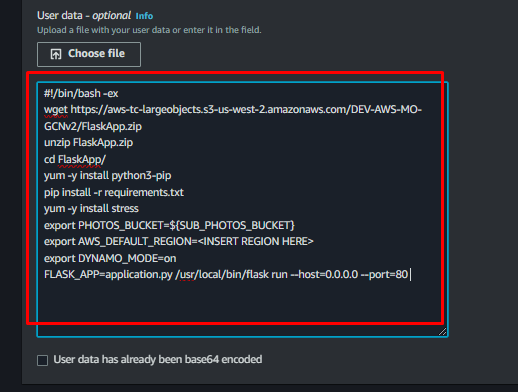 User data - optional Info
Upload a file with your user data or enter it in the field.
Choose file
#!/bin/bash -ex
wget https://aws-tc-largeobjects.s3-us-west-2.amazonaws.com/DEV-AWS-MO-
GCNv2/FlaskApp.zip
unzip FlaskApp.zip
cd FlaskApp/
yum -y install python3-pip
pip install -r requirements.txt
yum -y install stress
export PHOTOS_BUCKET=${SUB_PHOTOS_BUCKET}
export AWS_DEFAULT_REGION=<INSERT REGION HERE>
export DYNAMO_MODE=on
FLASK_APP=application.py /usr/local/bin/flask run --host=0.0.0.0 --port=80
User data has already been base64 encoded